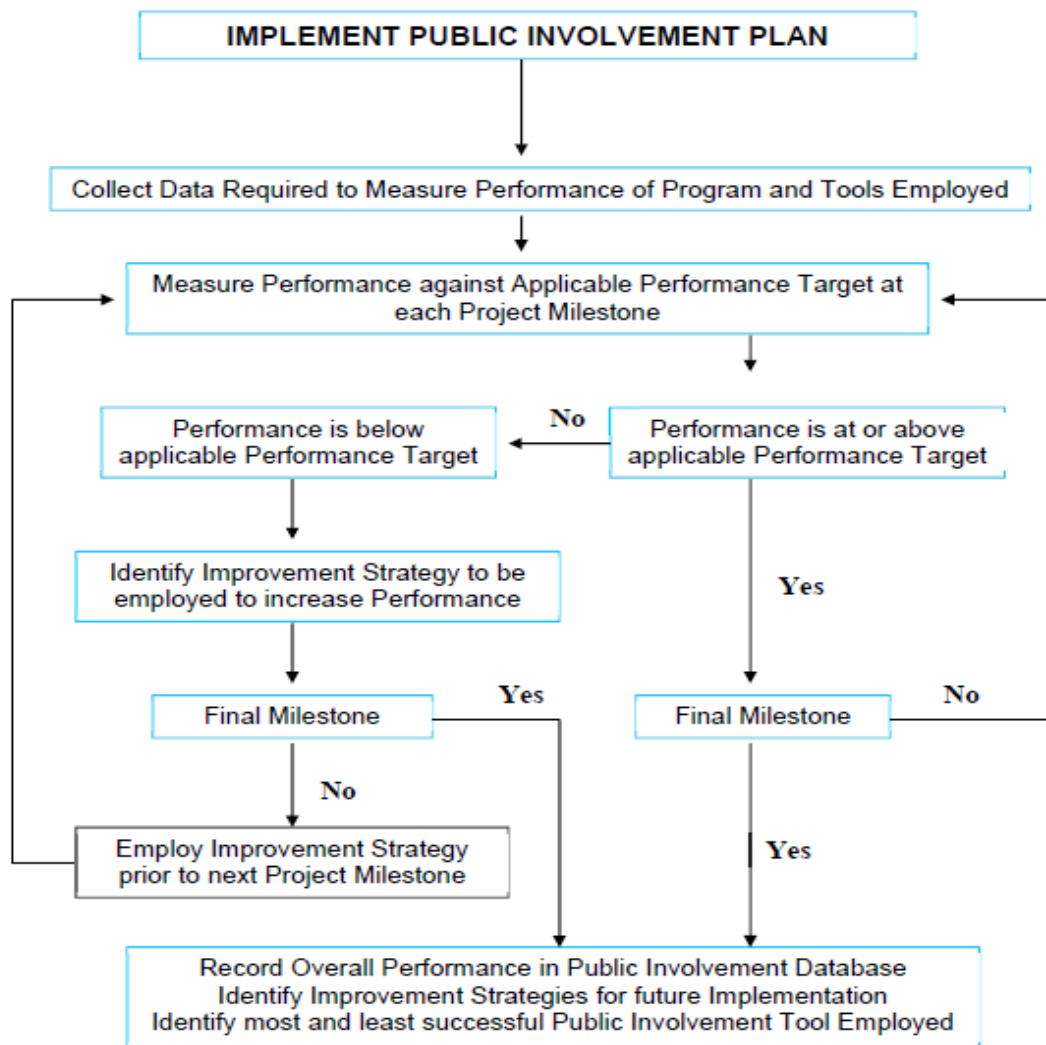 IMPLEMENT PUBLIC INVOLVEMENT PLAN
Collect Data Required to Measure Performance of Program and Tools Employed
Measure Performance against Applicable Performance Target at
each Project Milestone
No
Performance is below
applicable Performance Target
Performance is at or above
applicable Performance Target
Identify Improvement Strategy to be
employed to increase Performance
Yes
Final Milestone
Yes
Final Milestone
No
No
Employ Improvement Strategy
prior to next Project Milestone
Yes
Record Overall Performance in Public Involvement Database
Identify Improvement Strategies for future Implementation
Identify most and least successful Public Involvement Tool Employed